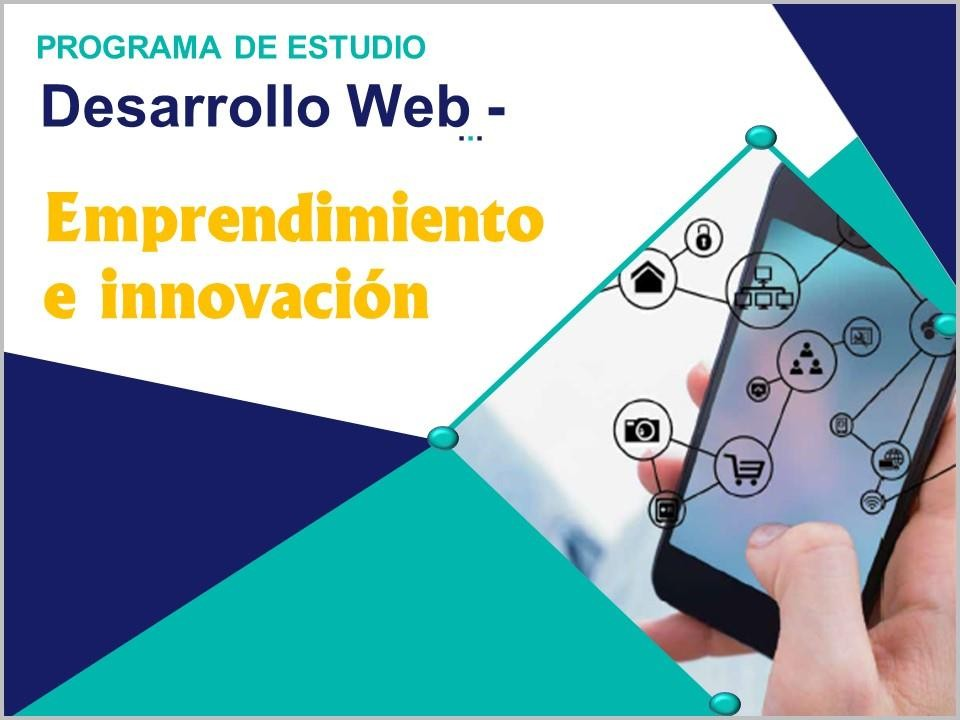 PROGRAMA DE ESTUDIO
Desarrollo Web -
...
Emprendimiento
e innovación